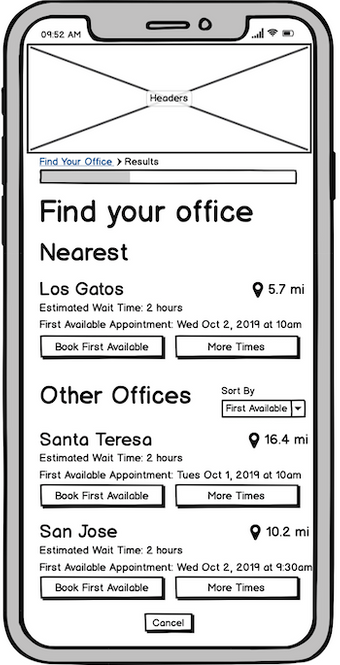 09:52 AM
Headers
Find Your Office > Results
Find your office
Nearest
Los Gatos 5.7 mi
Estimated Wait Time: 2 hours
First Available Appointment: Wed Oct 2, 2019 at 10am
Book First Available More Times
Other Offices
Sort By
First Available
Santa Teresa 16.4 mi
Estimated Wait Time: 2 hours
First Available Appointment: Tues Oct 1, 2019 at 10am
Book First Available More Times
San Jose 10.2 mi
Estimated Wait Time: 2 hours
First Available Appointment: Wed Oct 2, 2019 at 9:30am
Book First Available More Times
Cancel